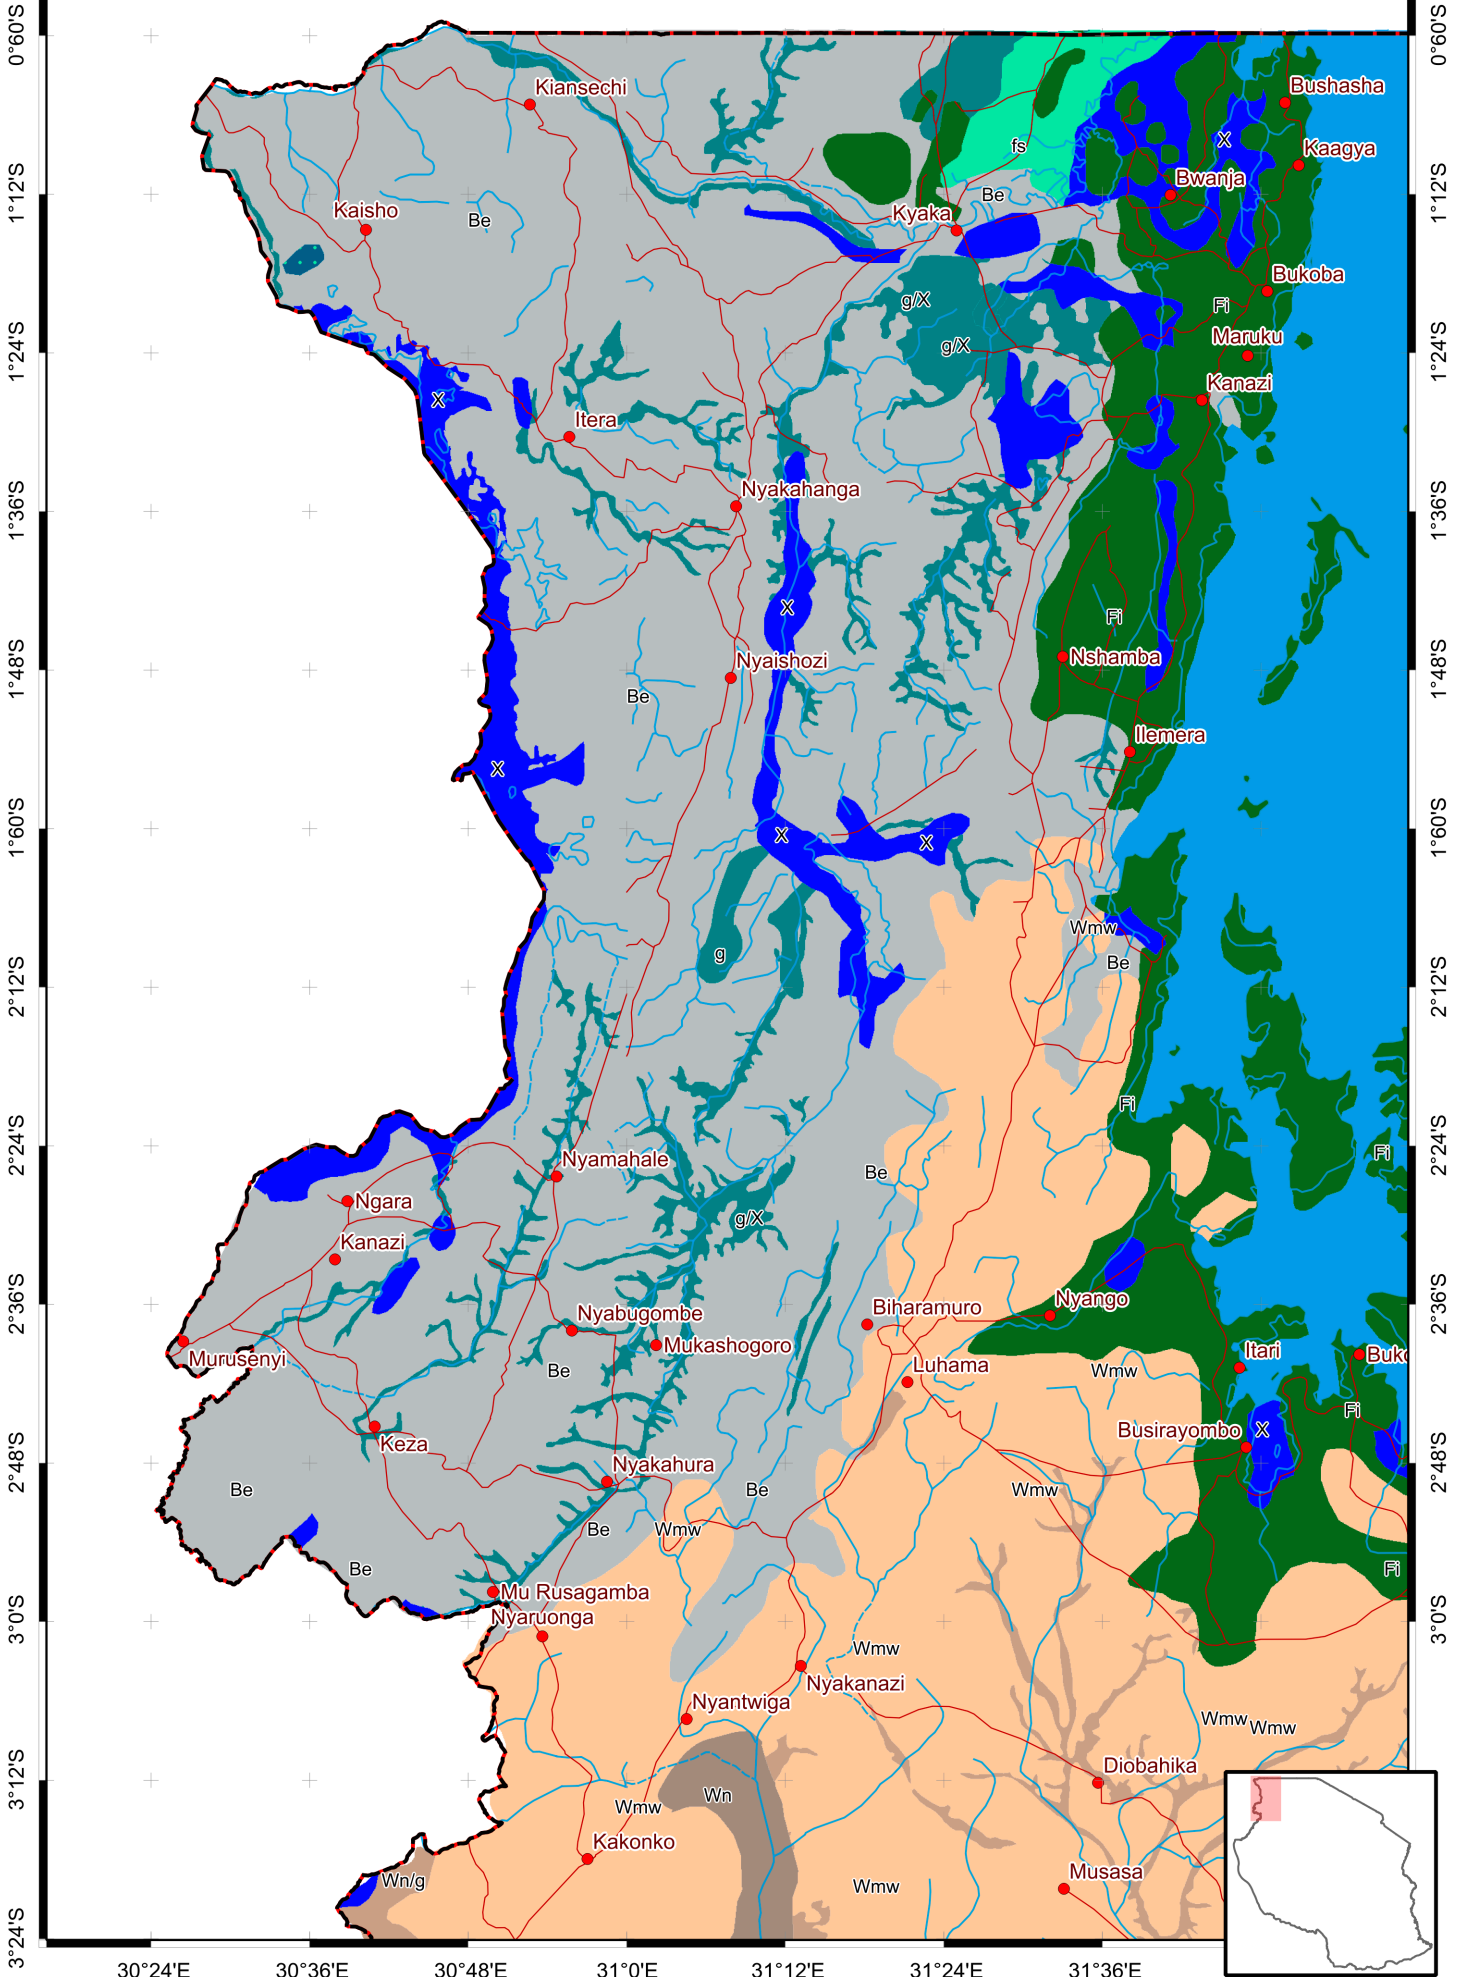 0°60'S
0°60'S
Kiansechi
Bushasha
fs
X
Kaagya
1°12'S
Bwanja
1°12'S
Kaisho
Be
Be
Kyaka
Bukoba
g/X
Fi
Maruku
g/X
1°24'S
1°24'S
Kanazi
X
Itera
Nyakahanga
1°36'S
1°36'S
X
Fi
Nshamba
Nyaishozi
1°48'S
1°48'S
Be
Ilemera
X
1°60'S
X
X
1°60'S
Wmw
g
Be
2°12'S
2°12'S
Fi
2°24'S
2°24'S
Fi
Nyamahale
Be
Ngara
g/X
Kanazi
2°36'S
Nyango
2°36'S
Nyabugombe
Biharamuro
Mukashogoro
Itari
Buko
Murusenyi
Be
Luhama
Wmw
Fi
Busirayombo
X
Keza
2°48'S
Nyakahura
2°48'S
Be
Be
Wmw
Be
Wmw
Be
Fi
Mu Rusagamba
Nyaruonga
3°0'S
3°0'S
Wmw
Nyakanazi
Nyantwiga
Wmw
Wmw
Diobahika
3°12'S
3°12'S
Wn
Wmw
Kakonko
Musasa
Wn/g
Wmw
3°24'S
3°24'S
30°24'E
30°36'E
30°48'E
31°0'E
31°12'E
31°24'E
31°36'E